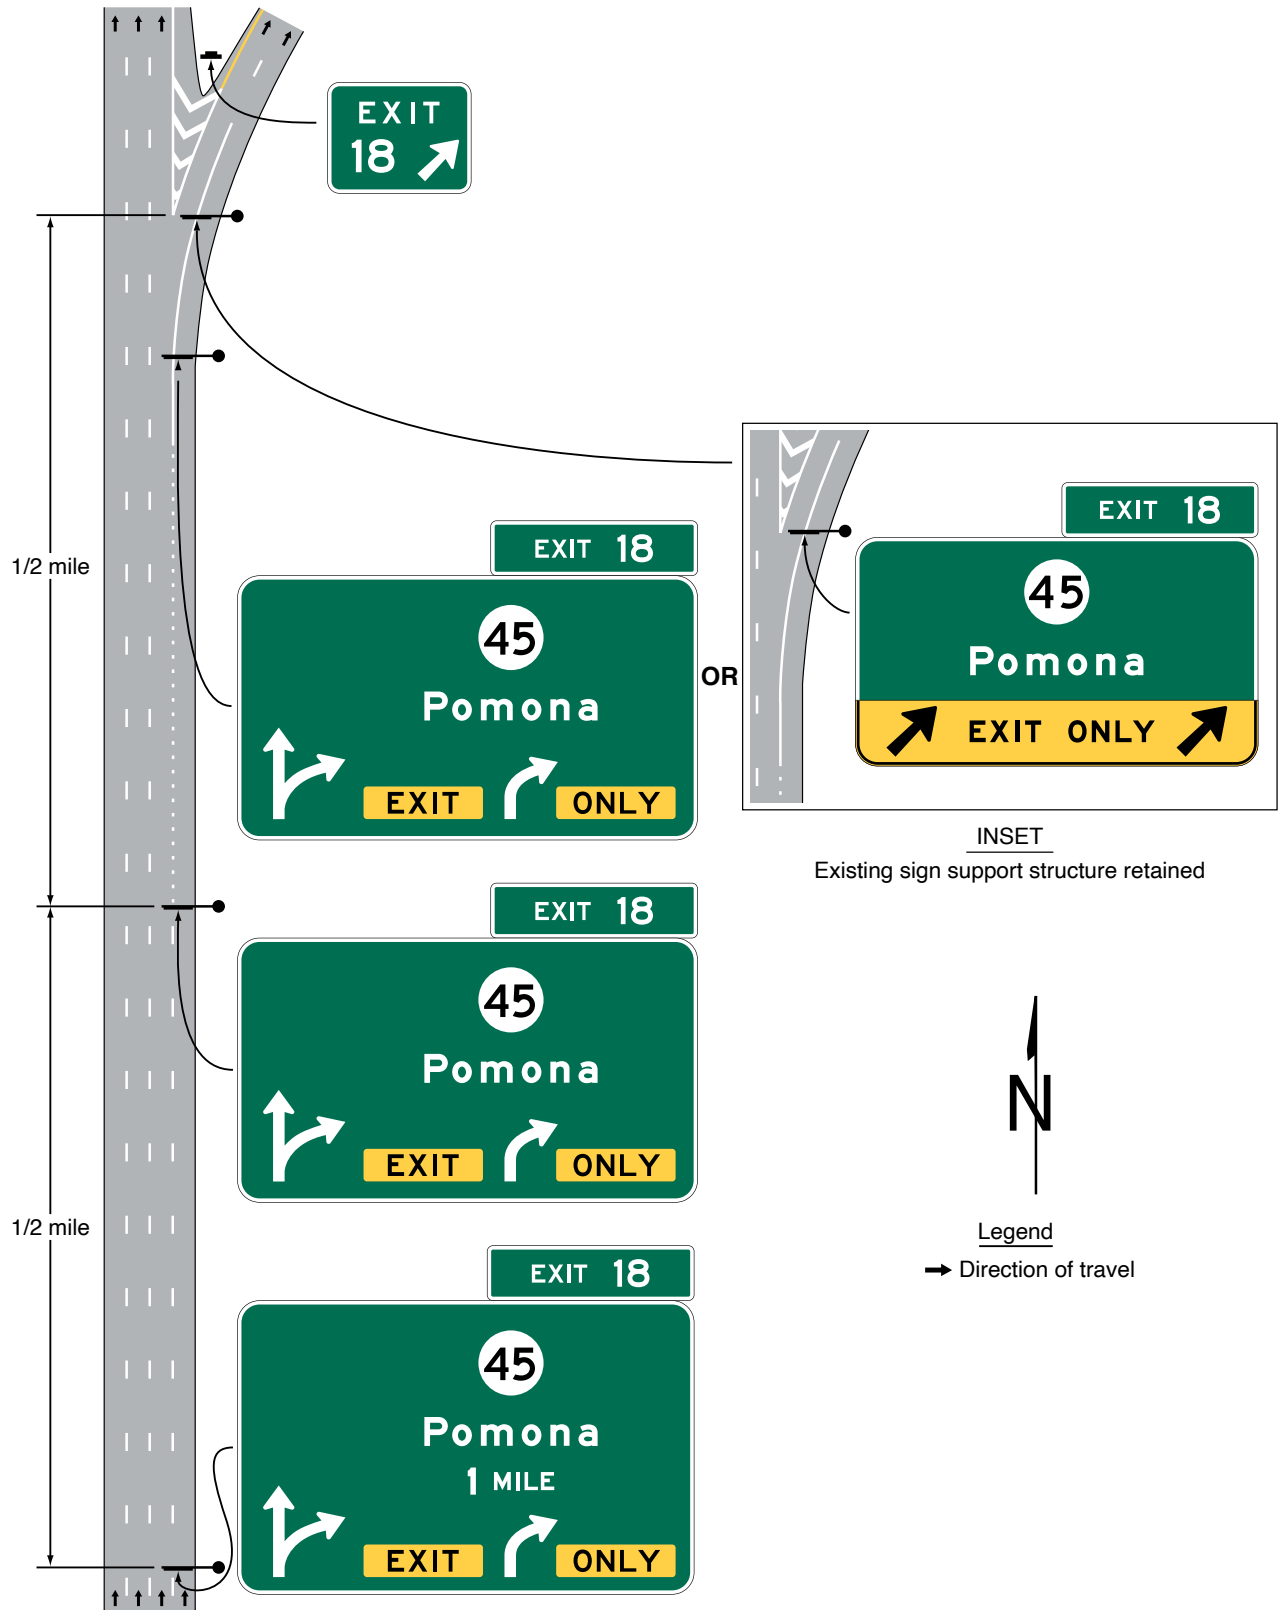 EXIT
18
1/2 mile
EXIT 18
45
Pomona
EXIT ONLY
OR
EXIT 18
45
Pomona
EXIT ONLY
INSET
Existing sign support structure retained
EXIT 18
45
Pomona
EXIT ONLY
N
1/2 mile
Legend
Direction of travel
EXIT 18
45
Pomona
1 MILE
EXIT ONLY